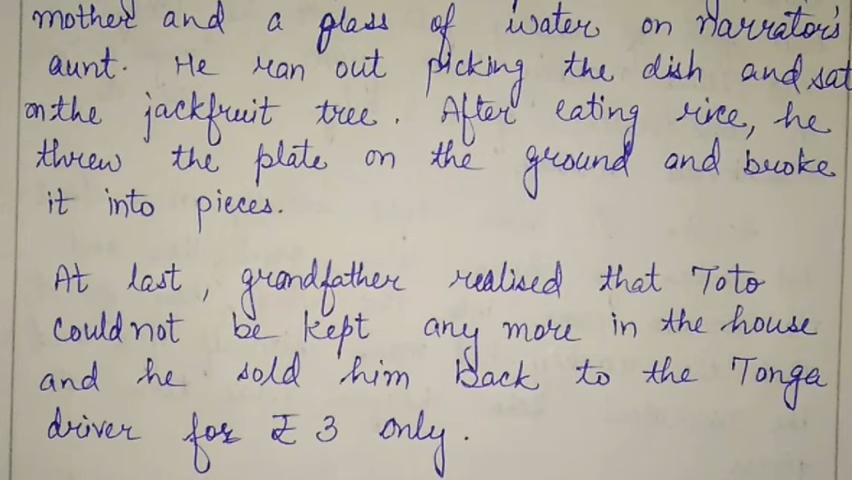 mother and a glass of water on narrator's
aunt. He ran out picking the dish and sat
on the jackfruit tree. After eating rice, he
threw the plate on the ground and broke
it into pieces.
At last, grandfather realised that Toto
could not be kept any more in the house
and he sold him back to the Tonga
driver for ₹ 3 only.